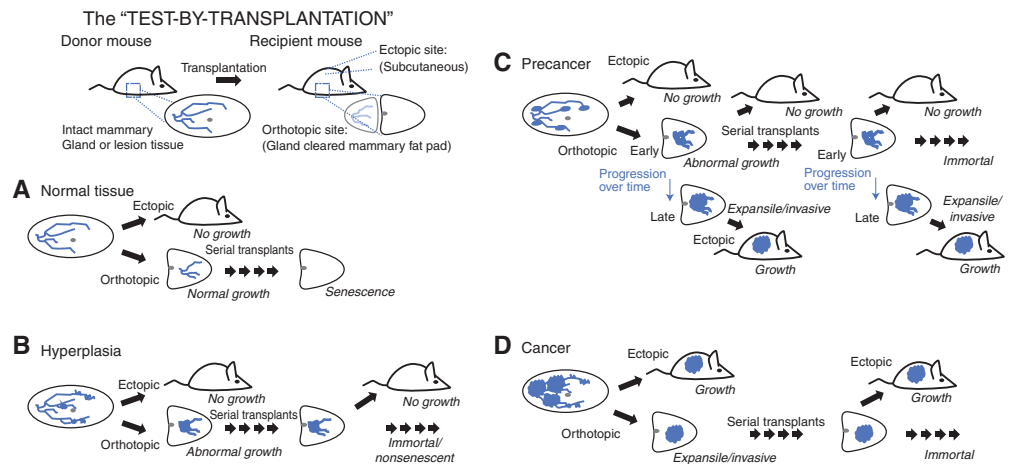 The “TEST-BY-TRANSPLANTATION”
Donor mouse
Recipient mouse
Transplantation
Ectopic site:
(Subcutaneous)
Intact mammary
Gland or lesion tissue
Orthotopic site:
(Gland cleared mammary fat pad)
A Normal tissue
Ectopic
No growth
Serial transplants
Orthotopic
Normal growth
Senescence
B Hyperplasia
Ectopic
No growth
No growth
Serial transplants
Orthotopic
Abnormal growth
Immortal/
nonsenescent
C Precancer
Ectopic
No growth
No growth
No growth
Serial transplants
Orthotopic
Early
Abnormal growth
Early
Immortal
Progression
over time
Progression
over time
Late
Expansile/invasive
Late
Expansile/
invasive
Ectopic
Growth
Growth
D Cancer
Ectopic
Growth
Ectopic
Growth
Serial transplants
Orthotopic
Expansile/invasive
Immortal